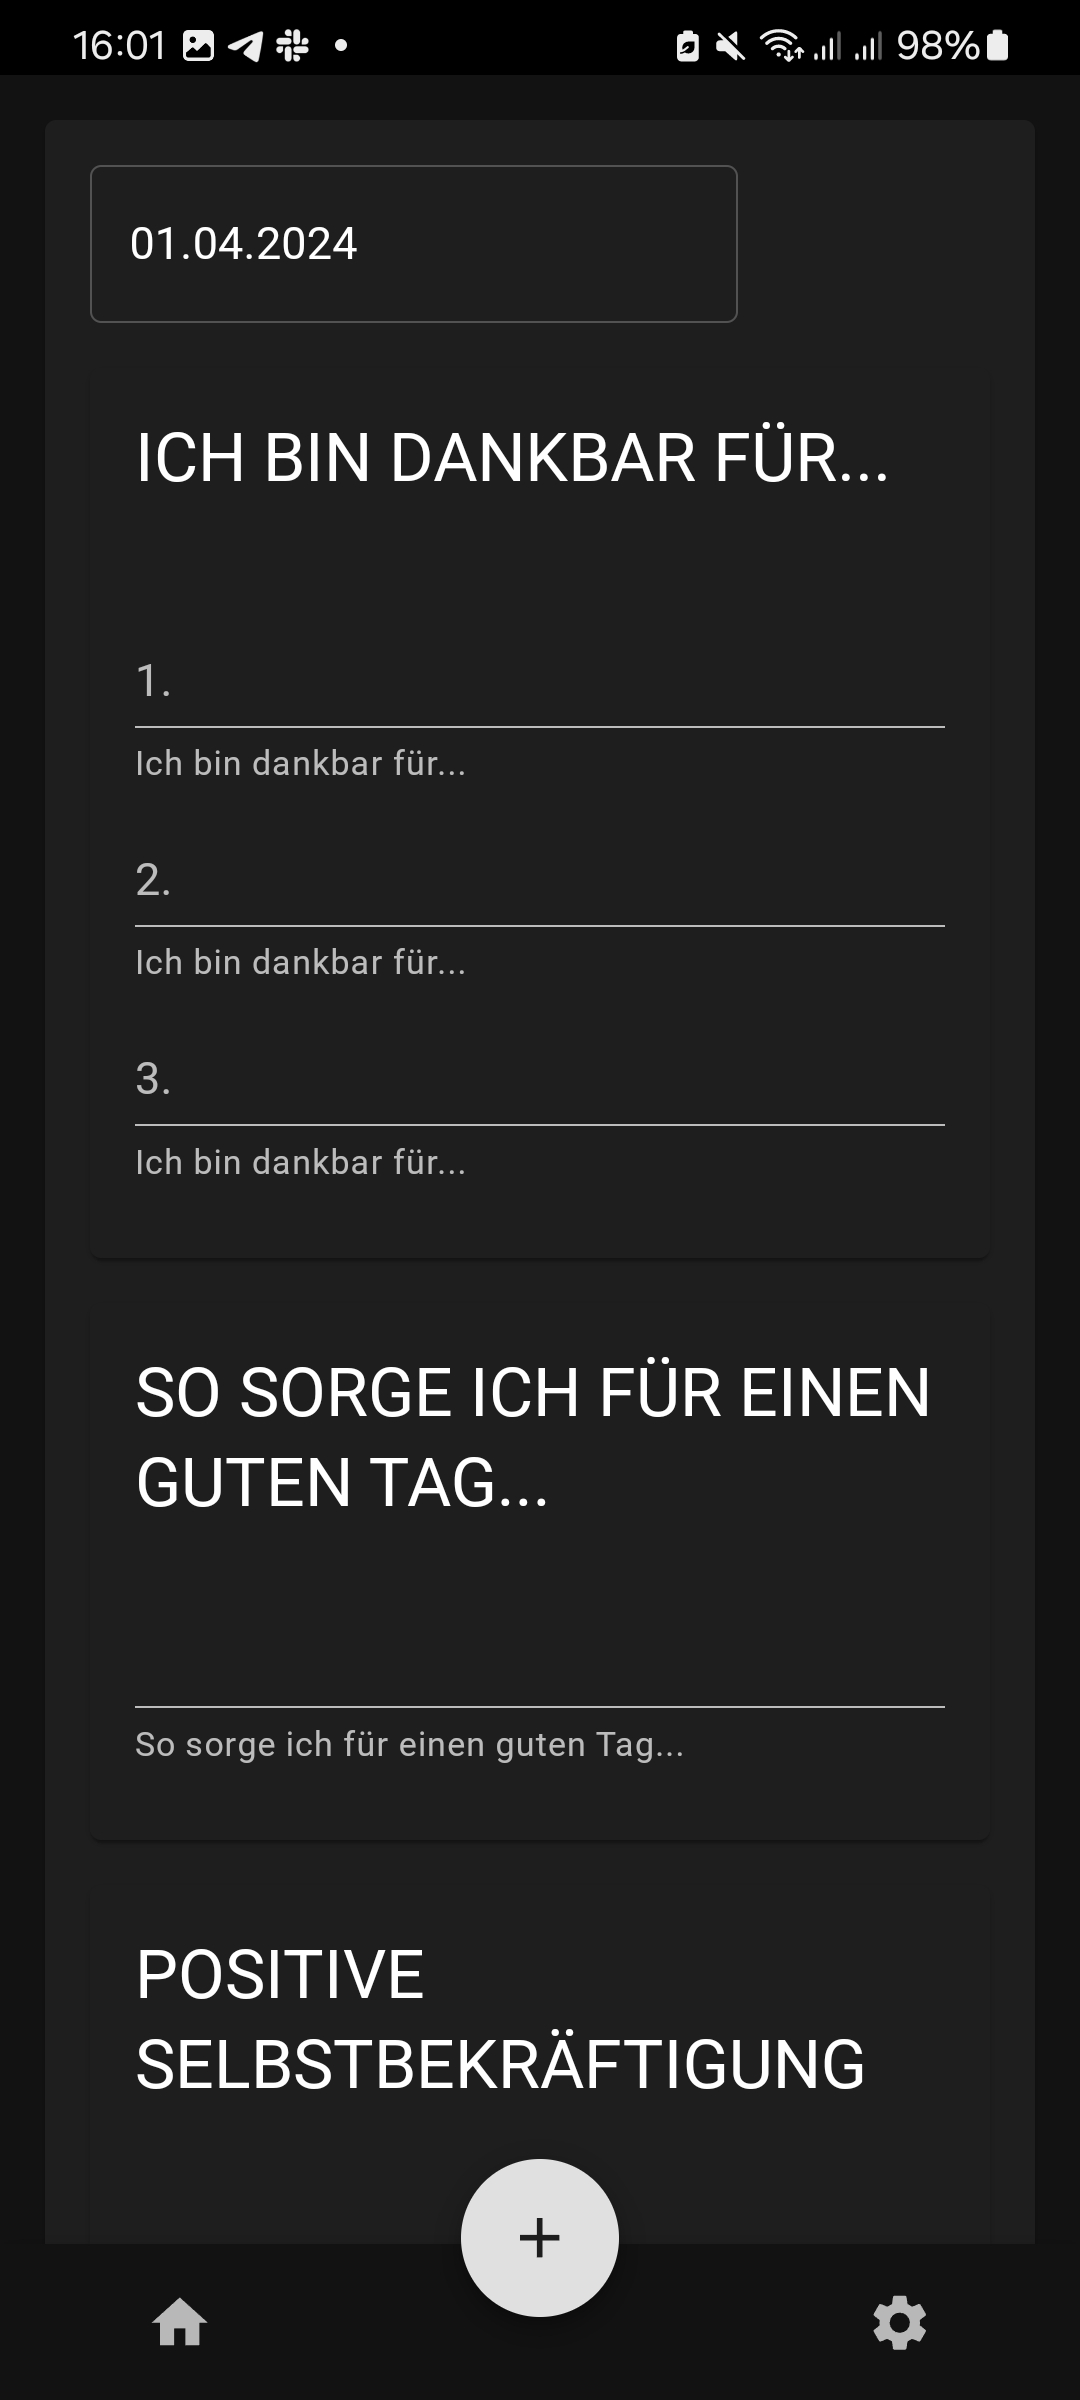 16:01
98%
01.04.2024
ICH BIN DANKBAR FÜR...
1.
Ich bin dankbar für...
2.
Ich bin dankbar für...
3.
Ich bin dankbar für...
SO SORGE ICH FÜR EINEN
GUTEN TAG...
So sorge ich für einen guten Tag...
POSITIVE
SELBSTBEKRÄFTIGUNG